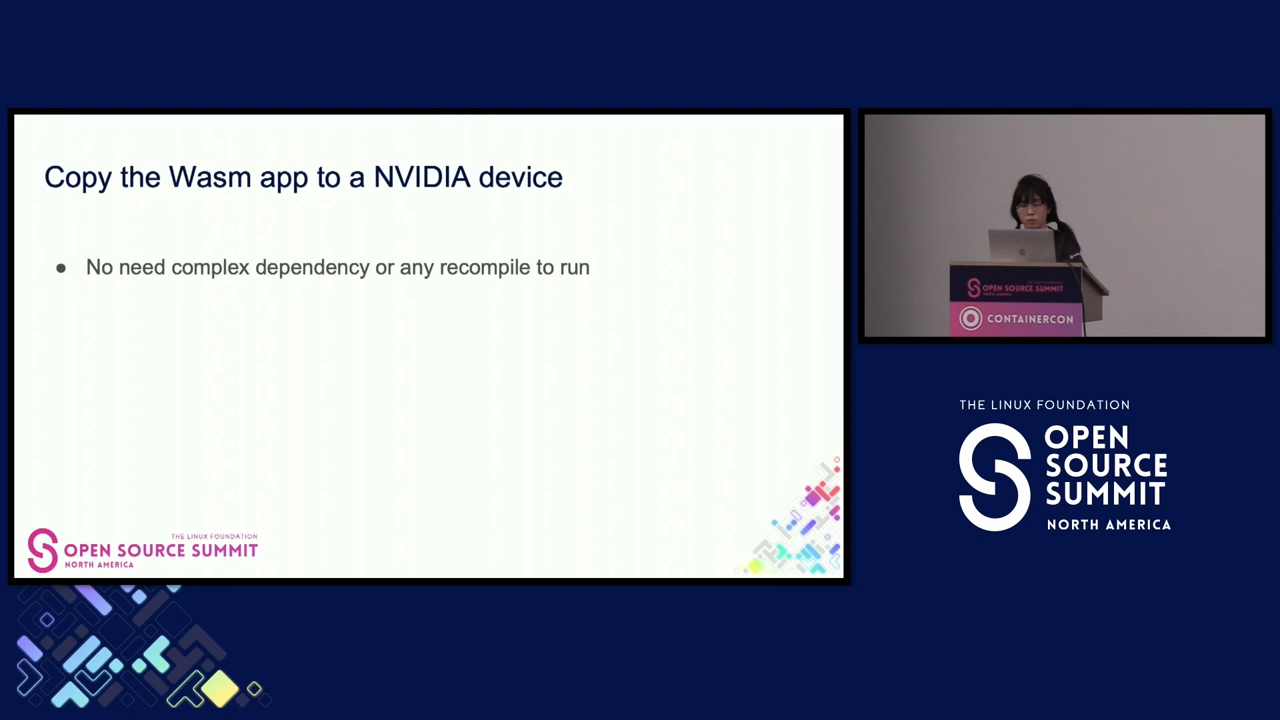 Copy the Wasm app to a NVIDIA device
● No need complex dependency or any recompile to run
THE LINUX FOUNDATION
OPEN SOURCE SUMMIT
NORTH AMERICA
OPEN SOURCE SUMMIT
CONTAINERCON
THE LINUX FOUNDATION
OPEN
SOURCE
SUMMIT
NORTH AMERICA